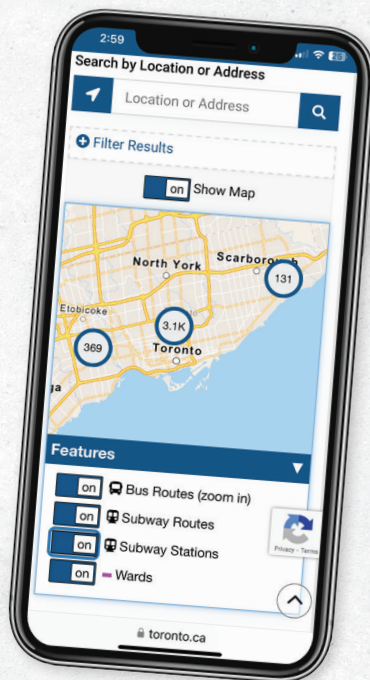 2:59
25
Search by Location or Address
Location or Address
Filter Results
on Show Map
North York
Scarborough
131
Etobicoke
3.1K
369
Toronto
ga
Features
on Bus Routes (zoom in)
on Subway Routes
on Subway Stations
on Wards
Privacy - Terms
toronto.ca